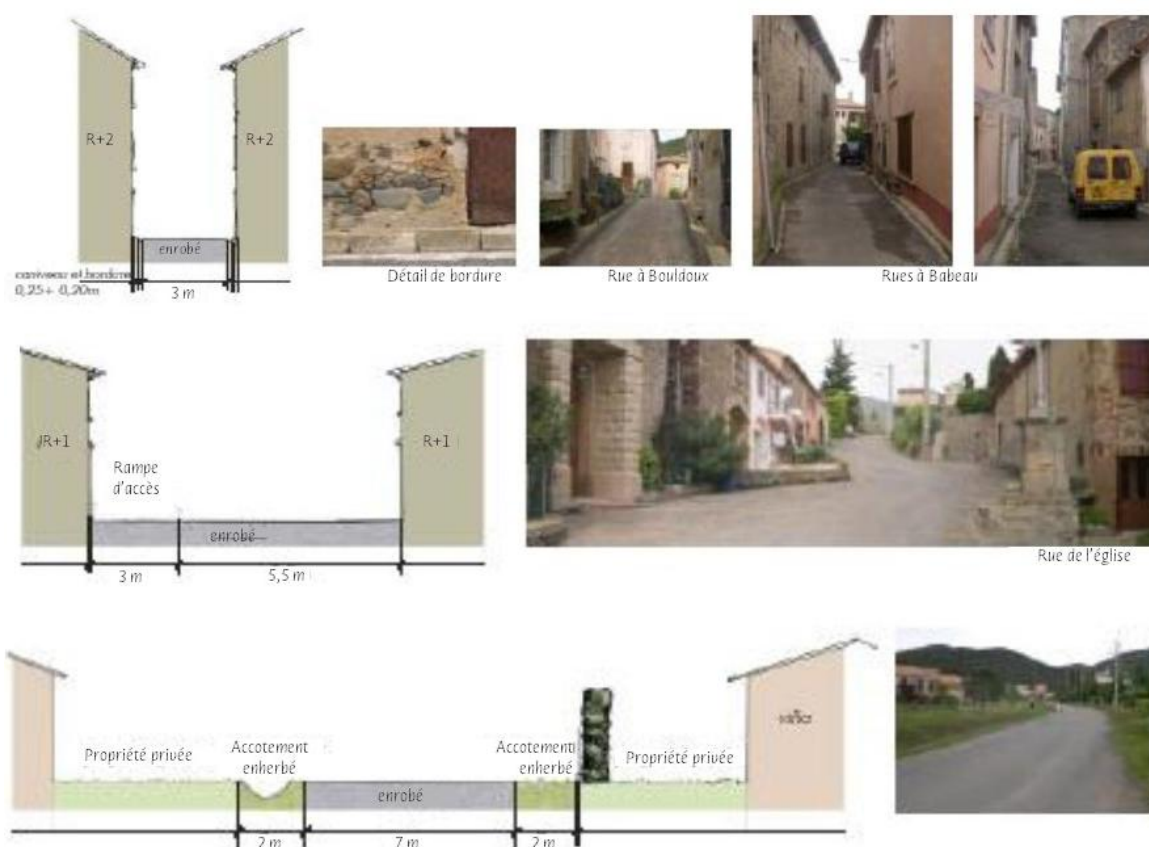 R+2
R+2
enrobé
caniveau et bordure
0,25+ 0,20m
3 m
Détail de bordure
Rue à Bouldoux
Rues à Babeau
R+1
R+1
Rampe
d'accès
enrobé
3 m
5,5 m
Rue de l'église
Propriété privée
Accotement
enherbé
enrobé
Accotement
enherbé
Propriété privée
2 m
7 m
2 m